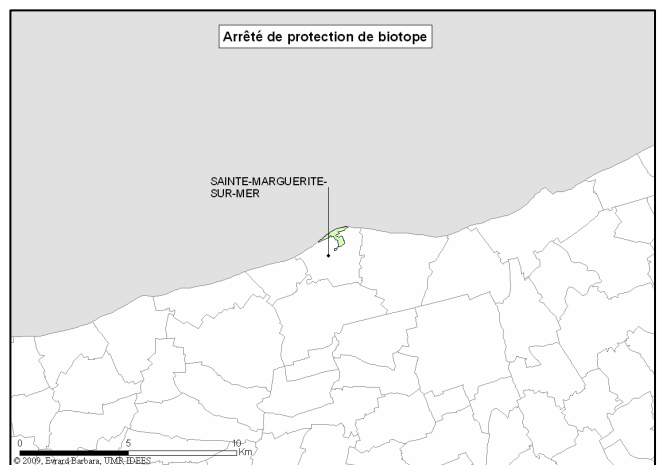 Arrêté de protection de biotope
SAINTE-MARGUERITE-
SUR-MER
0 5 10
Km
© 2009, Evrard Barbara, UMR-IDEES